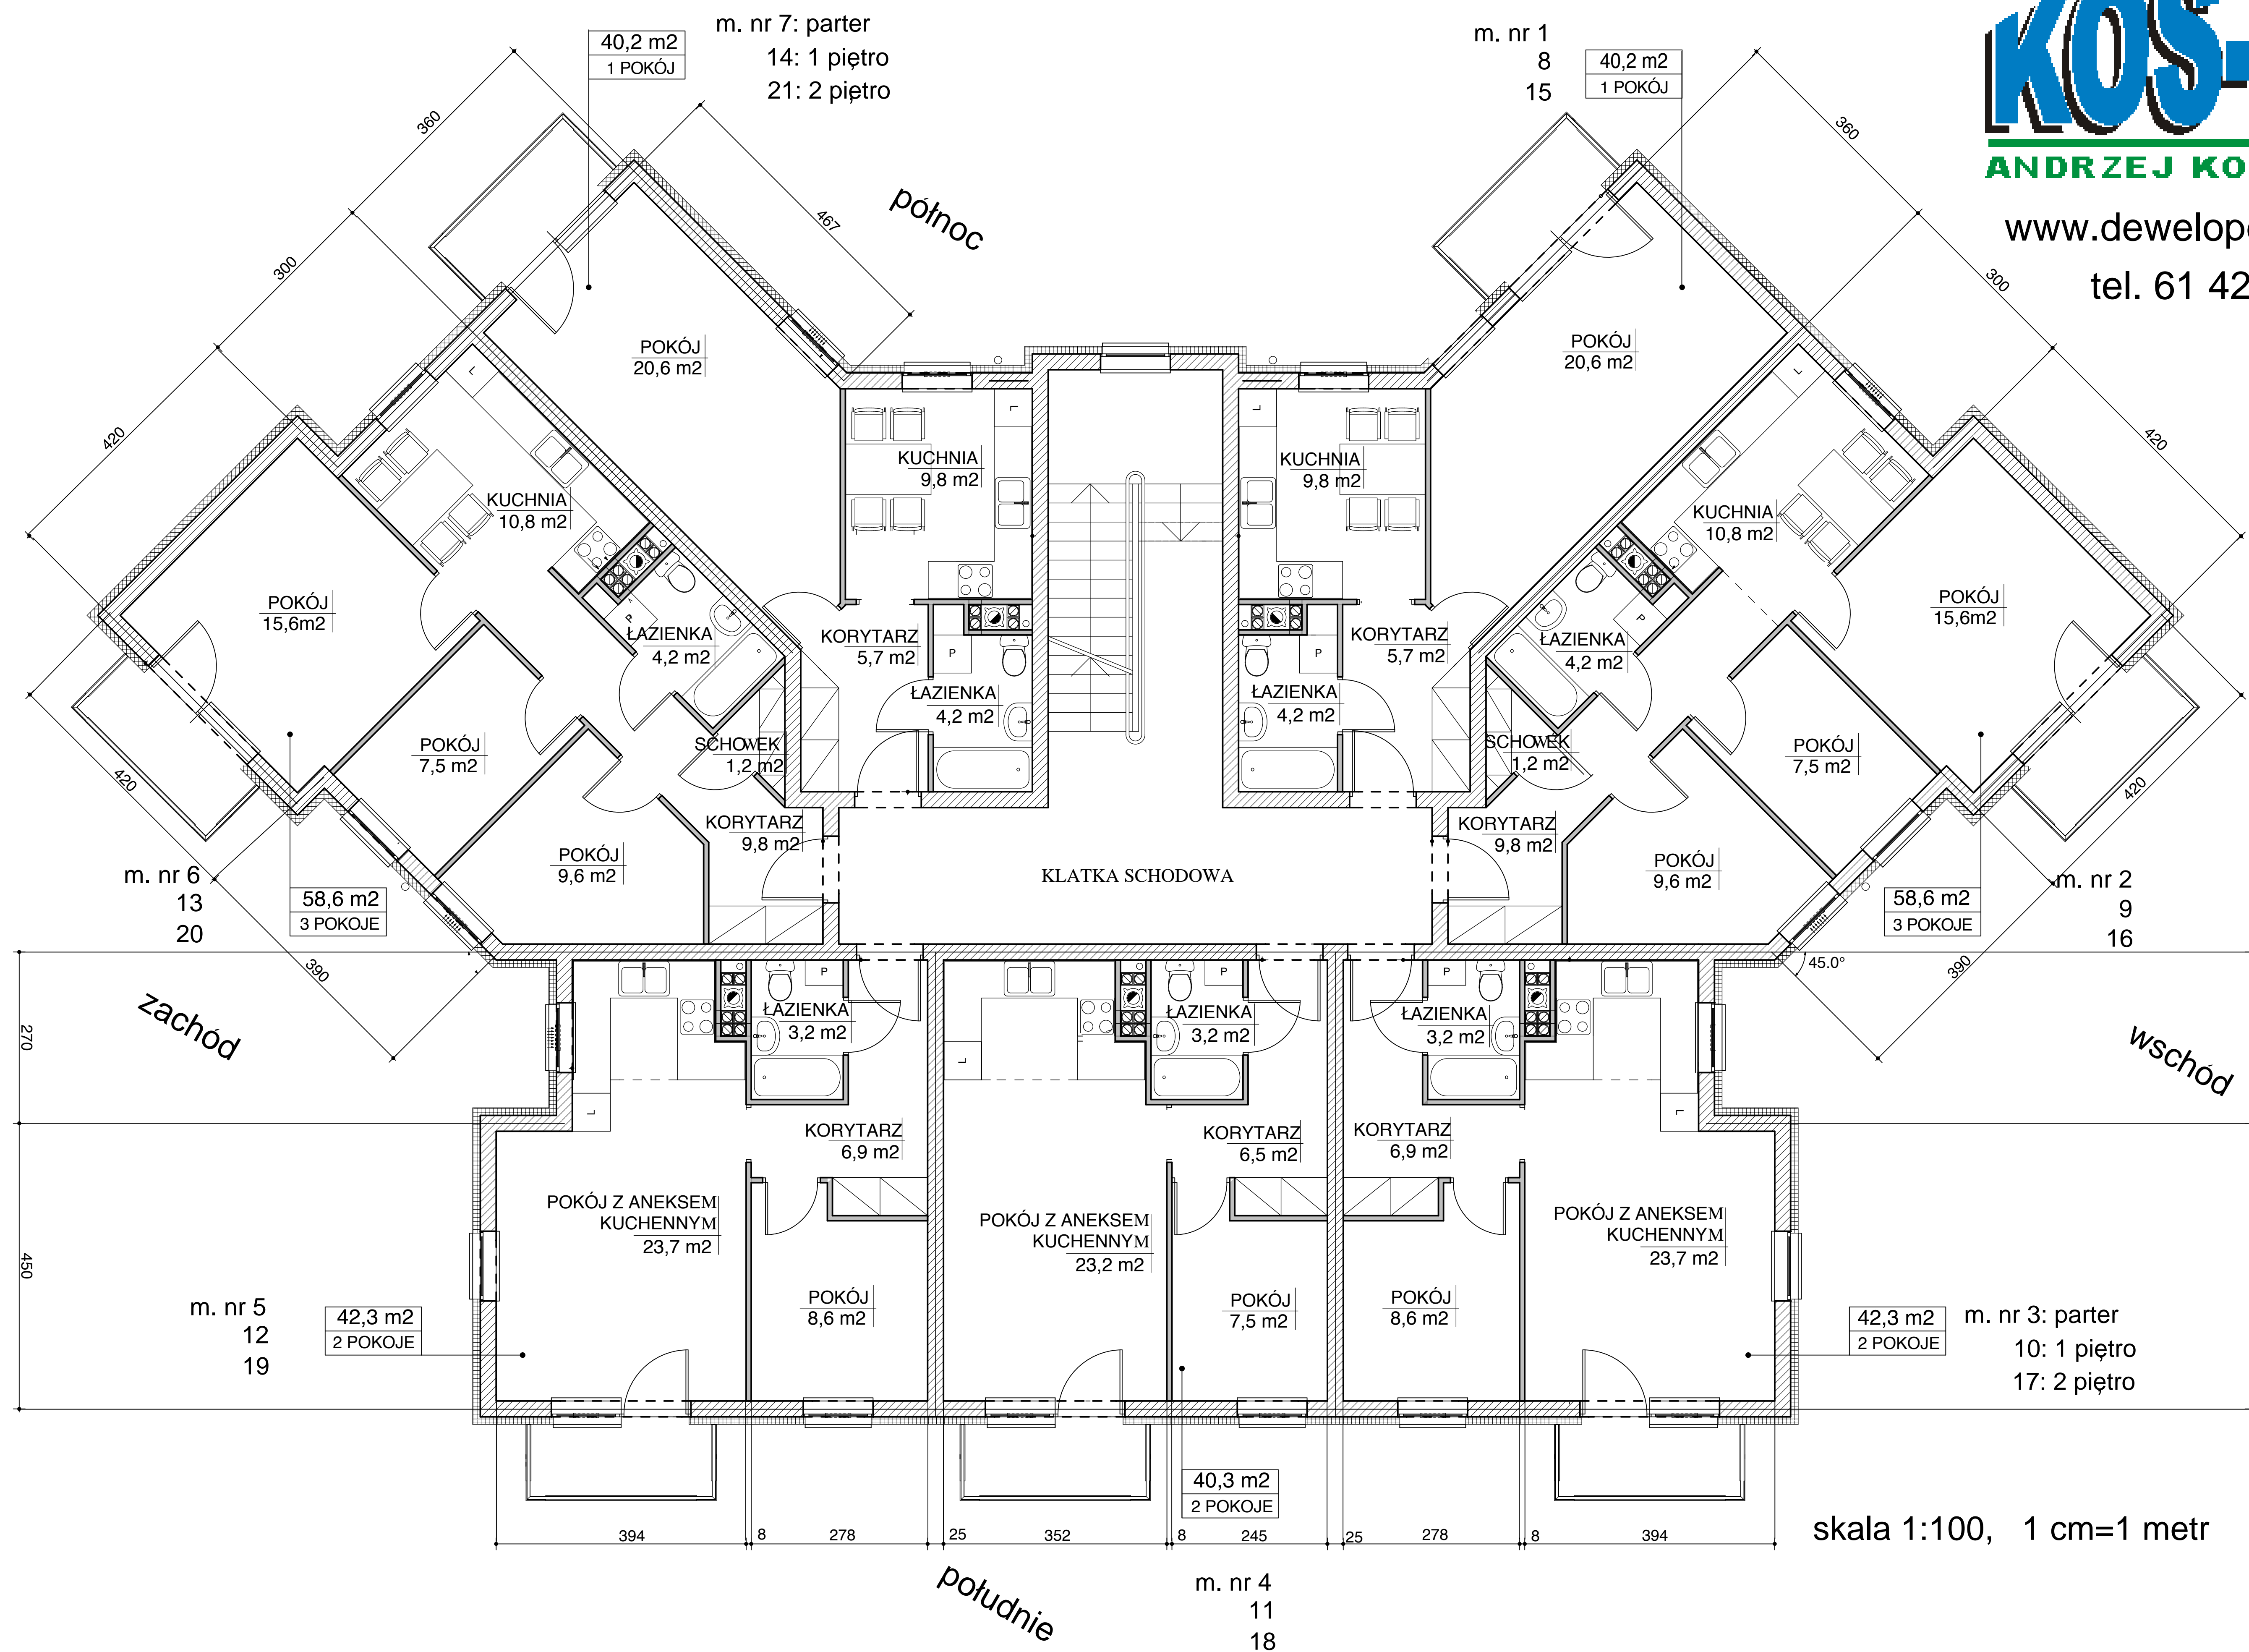 m. nr 7: parter
14: 1 piętro
21: 2 piętro
40,2 m2
1 POKÓJ
m. nr 1
8
15
40,2 m2
1 POKÓJ
KOS-
ANDRZEJ KO
www.dewelop
tel. 61 42
360
300
420
467
północ
360
300
420
POKÓJ
20,6 m2
POKÓJ
20,6 m2
L
L
L
L
KUCHNIA
9,8 m2
KUCHNIA
9,8 m2
KUCHNIA
10,8 m2
KUCHNIA
10,8 m2
POKÓJ
15,6m2
POKÓJ
15,6m2
P
ŁAZIENKA
4,2 m2
KORYTARZ
5,7 m2
P
ŁAZIENKA
4,2 m2
P
ŁAZIENKA
4,2 m2
KORYTARZ
5,7 m2
P
ŁAZIENKA
4,2 m2
POKÓJ
7,5 m2
SCHOWEK
1,2 m2
SCHOWEK
1,2 m2
POKÓJ
7,5 m2
420
420
KORYTARZ
9,8 m2
KORYTARZ
9,8 m2
POKÓJ
9,6 m2
KLATKA SCHODOWA
POKÓJ
9,6 m2
m. nr 6
13
20
58,6 m2
3 POKOJE
58,6 m2
3 POKOJE
m. nr 2
9
16
390
390
45.0°
zachód
wschód
270
450
P
ŁAZIENKA
3,2 m2
P
ŁAZIENKA
3,2 m2
P
ŁAZIENKA
3,2 m2
L
L
L
KORYTARZ
6,9 m2
KORYTARZ
6,5 m2
KORYTARZ
6,9 m2
POKÓJ Z ANEKSEM
KUCHENNYM
23,7 m2
POKÓJ Z ANEKSEM
KUCHENNYM
23,2 m2
POKÓJ Z ANEKSEM
KUCHENNYM
23,7 m2
POKÓJ
8,6 m2
POKÓJ
7,5 m2
POKÓJ
8,6 m2
m. nr 5
12
19
42,3 m2
2 POKOJE
42,3 m2
2 POKOJE
m. nr 3: parter
10: 1 piętro
17: 2 piętro
40,3 m2
2 POKOJE
394 8 278 25 352 8 245 25 278 8 394
skala 1:100, 1 cm=1 metr
południe
m. nr 4
11
18